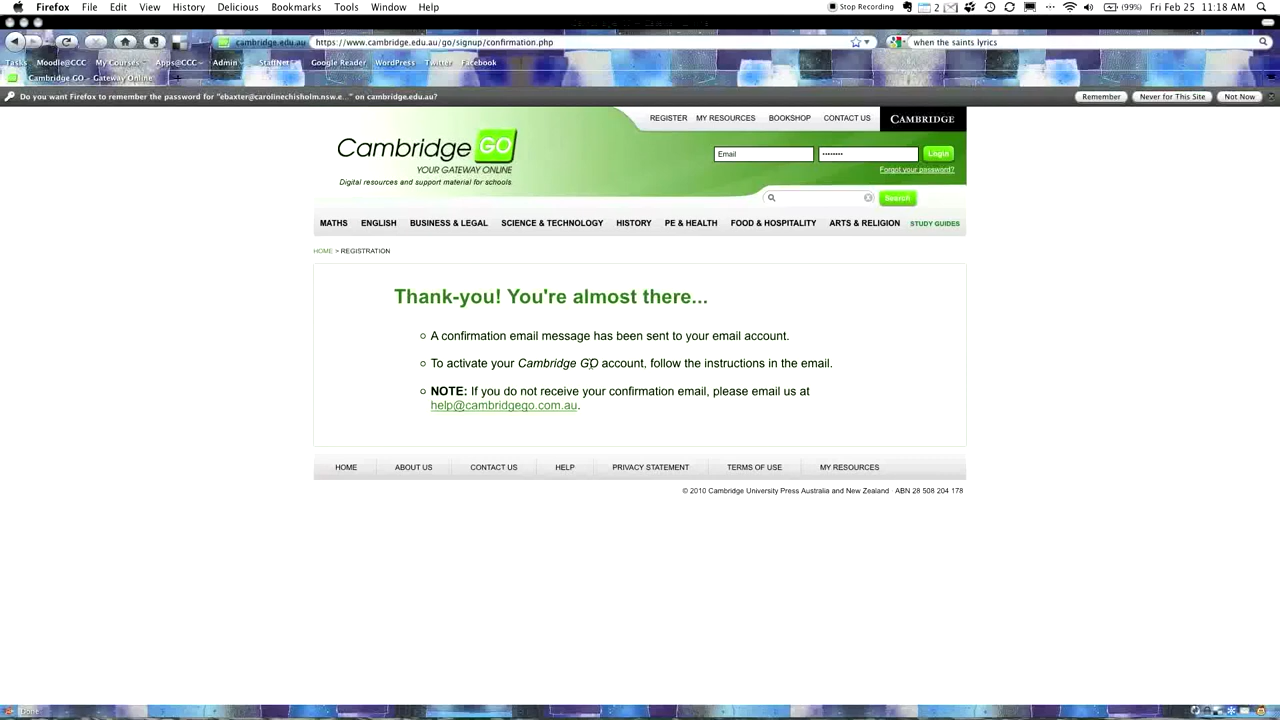 Firefox File Edit View History Delicious Bookmarks Tools Window Help Stop Recording 2 (99%) Fri Feb 25 11:18 AM
cambridge.edu.au https://www.cambridge.edu.au/go/signup/confirmation.php when the saints lyrics
Tasks Moodle@CCC My Courses Apps@CCC Admin StatNet Google Reader WordPress Twitter Facebook
Cambridge GO - Gateway Online
Do you want Firefox to remember the password for "ebaxter@carolinechisholm.nsw.e..." on cambridge.edu.au? Remember Never for This Site Not Now
REGISTER MY RESOURCES BOOKSHOP CONTACT US CAMBRIDGE
Cambridge GO
YOUR GATEWAY ONLINE
Digital resources and support material for schools
Email •••••••• Login
Forgot your password?
Search
MATHS ENGLISH BUSINESS & LEGAL SCIENCE & TECHNOLOGY HISTORY PE & HEALTH FOOD & HOSPITALITY ARTS & RELIGION STUDY GUIDES
HOME > REGISTRATION
Thank-you! You're almost there...
A confirmation email message has been sent to your email account.
To activate your Cambridge GO account, follow the instructions in the email.
NOTE: If you do not receive your confirmation email, please email us at
help@cambridgego.com.au.
HOME ABOUT US CONTACT US HELP PRIVACY STATEMENT TERMS OF USE MY RESOURCES
© 2010 Cambridge University Press Australia and New Zealand ABN 28 508 204 178
Done